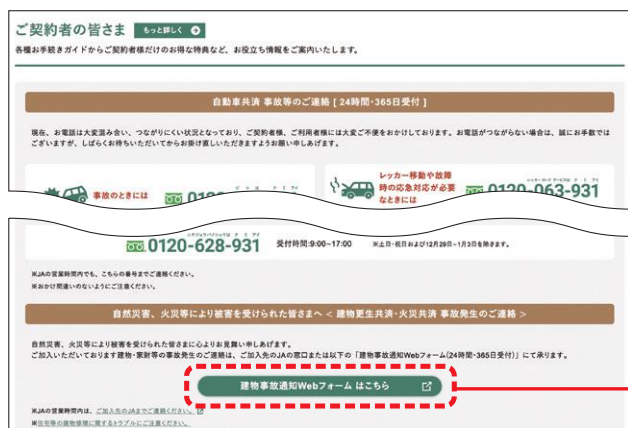 ご契約者の皆さま もっと詳しく
各種お手続きガイドからご契約者様だけのお得な特典など、お役立ち情報をご案内いたします。
自動車共済 事故等のご連絡 [ 24時間・365日受付 ]
現在、お電話は大変混み合い、つながりにくい状況となっており、ご契約者様、ご利用者様には大変ご不便をおかけしております。お電話がつながらない場合は、誠にお手数では
ございますが、しばらくお待ちいただいてからお掛け直しいただきますようお願い申しあげます。
事故のときには
レッカー移動や故障
時の応急対応が必要
なときには
0120-063-931
0120-628-931 受付時間:9:00~17:00 ※土日・祝日および12月29日~1月3日を除きます。
※JAの営業時間内でも、こちらの番号までご連絡ください。
※おかけ間違いのないようにご注意ください。
自然災害、火災等により被害を受けられた皆さまへ < 建物更生共済・火災共済 事故発生のご連絡 >
自然災害、火災等により被害を受けられた皆さまに心よりお見舞い申しあげます。
ご加入いただいております建物・家財等の事故発生のご連絡は、ご加入先のJAの窓口または以下の「建物事故通知Webフォーム(24時間・365日受付)」にて承ります。
建物事故通知Webフォーム はこちら
※JAの営業時間内は、ご加入先のJAまでご連絡ください。
※住宅等の建物修理に関するトラブルにご注意ください。